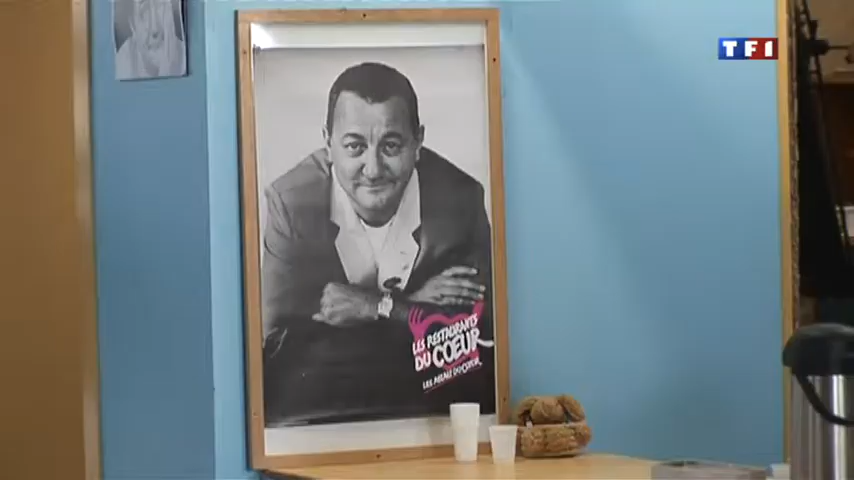 TF1
LES RESTAURANTS
DU COEUR
LES RELAIS DU COEUR